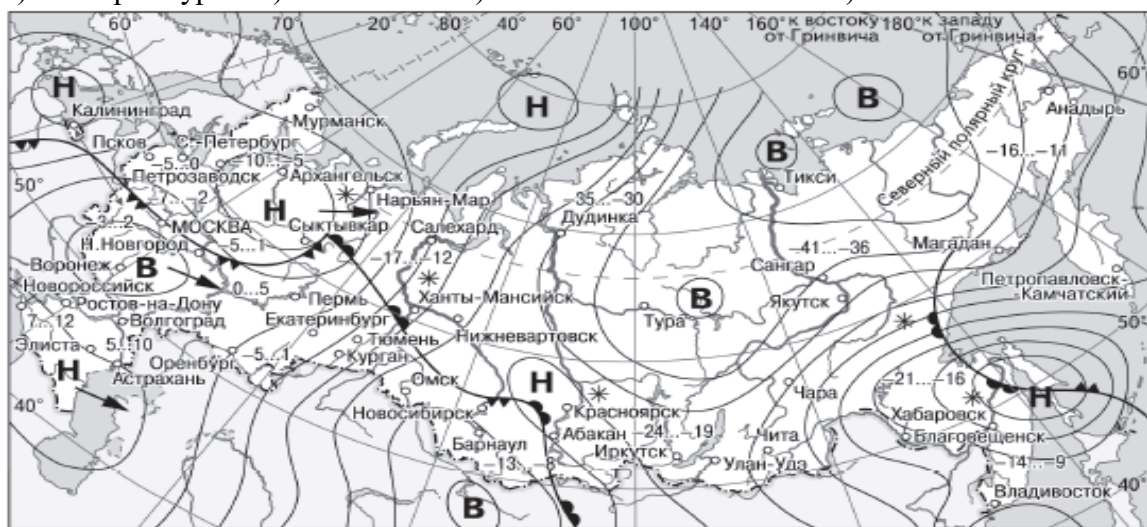 60° 70° 20° 40 60 80 100 120 140 160° к востоку 180° к западу
от Гринвича от Гринвича
60°
Н
Калининград
Мурманск
Н
В
Северный полярный круг
Анадырь
Псков С.-Петербург
−5...0 −10...−5
Петрозаводск Архангельск
В
Тикси
−16...−11
50°
−7...−2
Нарьян-Мар
−35...−30
Дудинка
−3...2 МОСКВА
Н
Сыктывкар Салехард
Н.Новгород −5...1
−17...−12
−41...−36
Магадан
Воронеж
В
Сангар
Петропавловск-
Камчатский
Новороссийск
0...5
Пермь Ханты-Мансийск
В
Якутск
Ростов-на-Дону
7...12 Волгоград
Екатеринбург
Тура
Нижневартовск
Элиста 5...10
Оренбург −5...1
Тюмень
Курган
Н
Астрахань
Омск
Н
Чара
−21...−16
Н
40°
Новосибирск
Красноярск
Хабаровск
Барнаул
Абакан −24...−19
Чита
Благовещенск
−13...−8
Иркутск
Улан-Удэ
−14...−9
40°
В
Владивосток